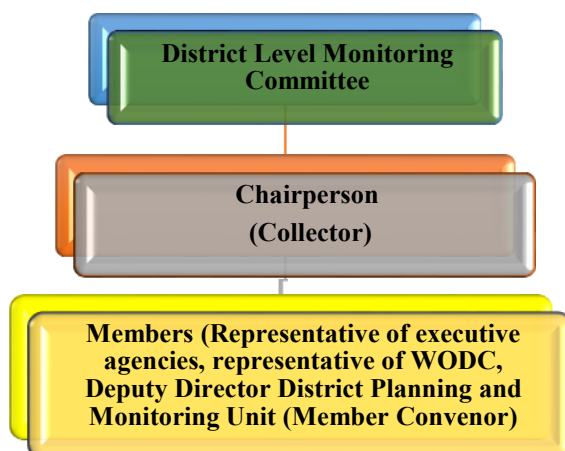 District Level Monitoring
Committee
Chairperson
(Collector)
Members (Representative of executive
agencies, representative of WODC,
Deputy Director District Planning and
Monitoring Unit (Member Convenor)